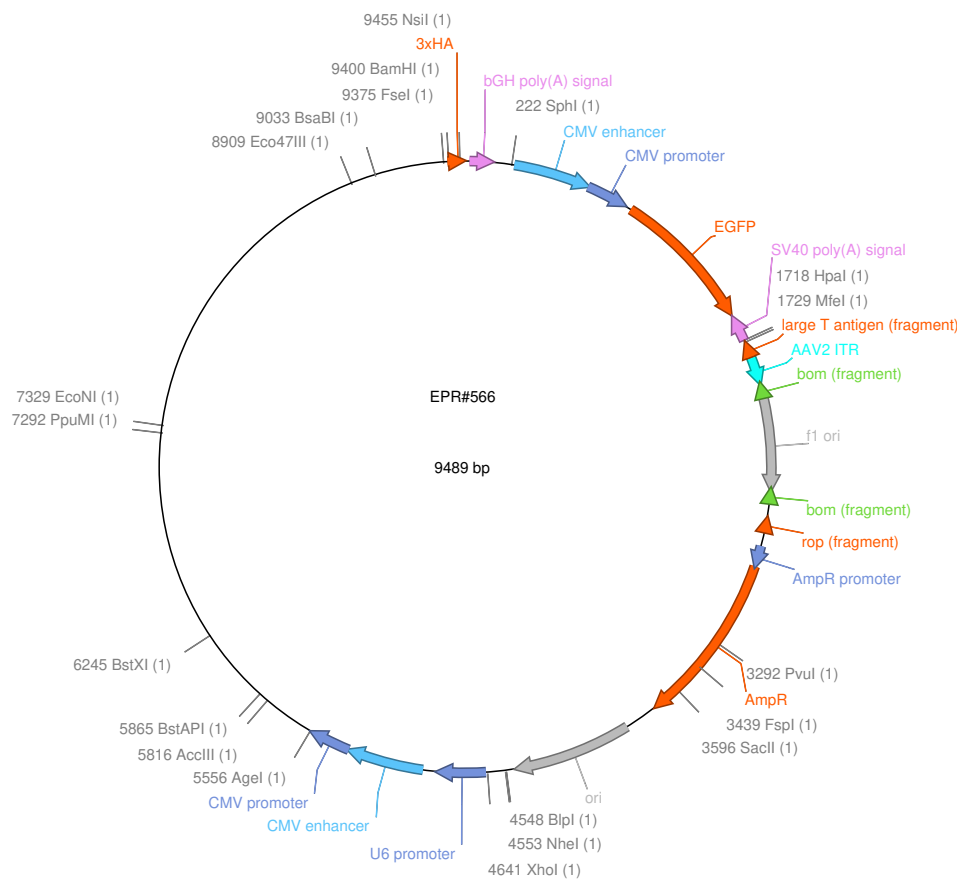 9455 NsiI (1)
3xHA
9400 BamHI (1)
bGH poly(A) signal
9375 FseI (1)
222 SphI (1)
9033 BsaBI (1)
CMV enhancer
8909 Eco47III (1)
CMV promoter
EGFP
SV40 poly(A) signal
1718 HpaI (1)
1729 MfeI (1)
large T antigen (fragment)
AAV2 ITR
bom (fragment)
7329 EcoNI (1)
EPR#566
7292 PpuMI (1)
f1 ori
9489 bp
bom (fragment)
rop (fragment)
AmpR promoter
6245 BstXI (1)
3292 PvuI (1)
AmpR
5865 BstAPI (1)
3439 FspI (1)
5816 AccIII (1)
3596 SacII (1)
5556 AgeI (1)
CMV promoter
ori
CMV enhancer
4548 BlpI (1)
4553 NheI (1)
U6 promoter
4641 XhoI (1)